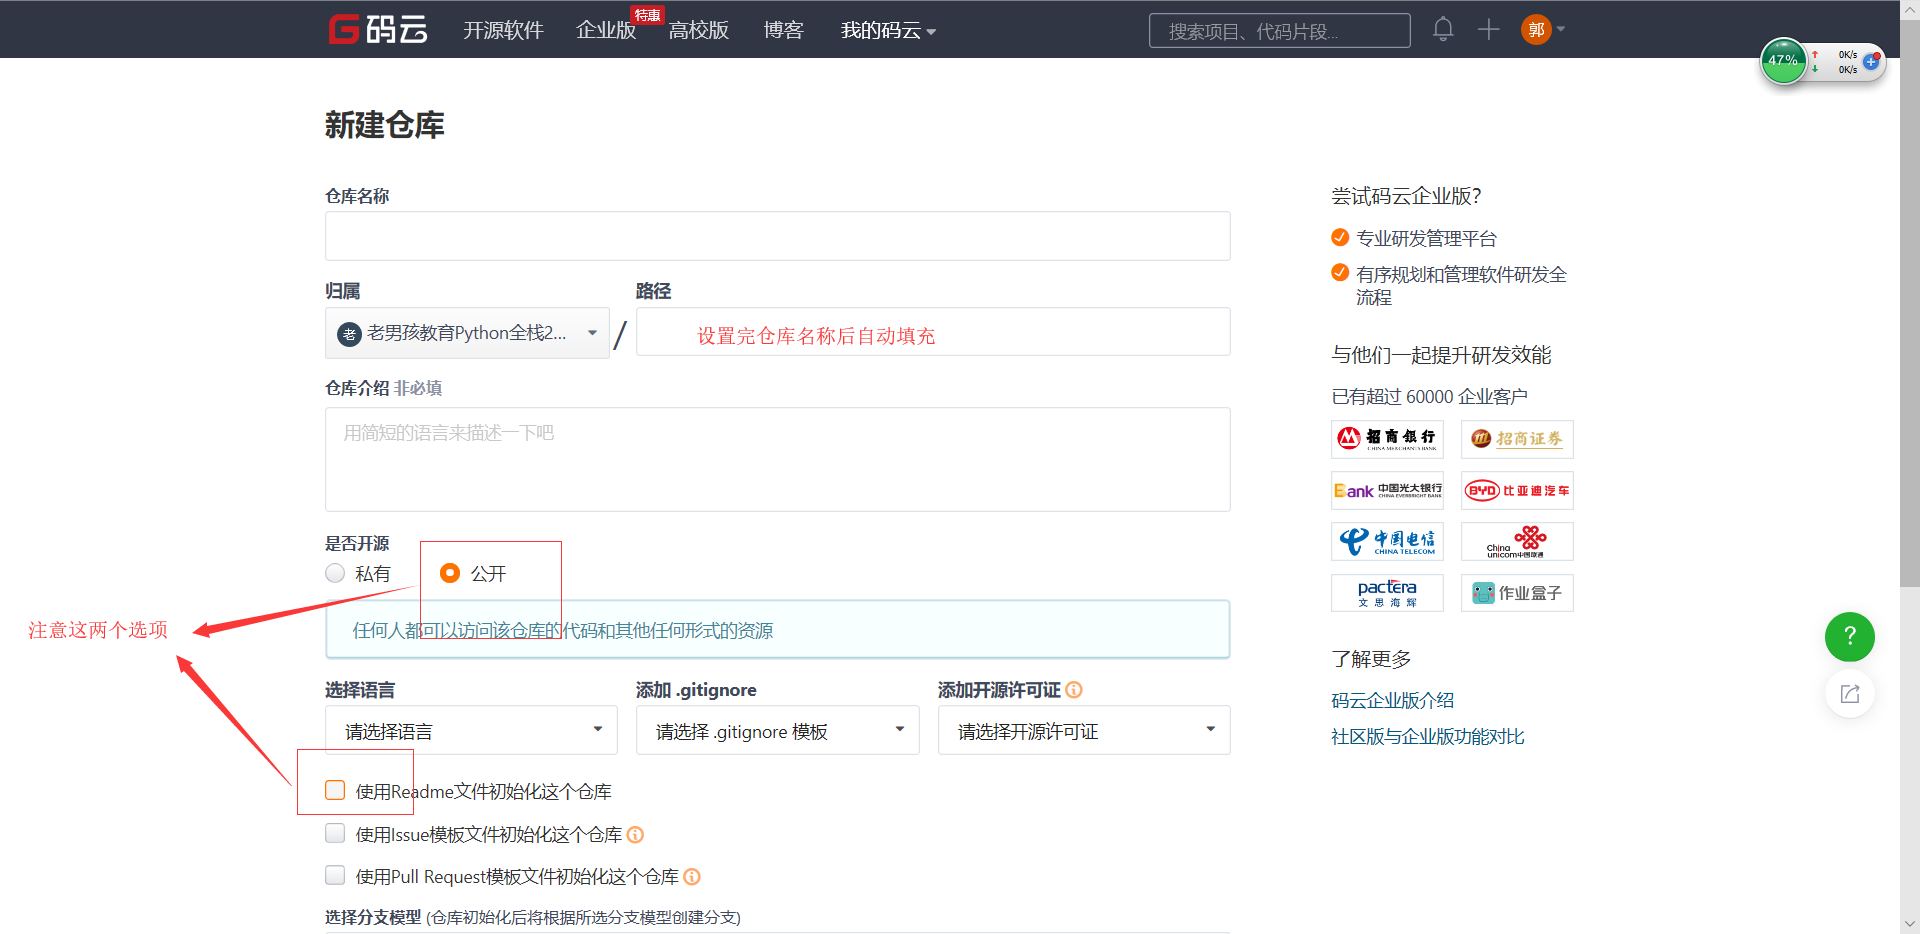 码云 开源软件 企业版 特惠 高校版 博客 我的码云 搜索项目、代码片段... 郭
47% 0K/s
0K/s
新建仓库
仓库名称
归属 路径
老 老男孩教育Python全栈2... / 设置完仓库名称后自动填充
仓库介绍 非必填
用简短的语言来描述一下吧
是否开源
私有 公开
注意这两个选项
任何人都可以访问该仓库的代码和其他任何形式的资源
选择语言 添加 .gitignore 添加开源许可证
请选择语言 请选择 .gitignore 模板 请选择开源许可证
使用Readme文件初始化这个仓库
使用Issue模板文件初始化这个仓库
使用Pull Request模板文件初始化这个仓库
选择分支模型 (仓库初始化后将根据所选分支模型创建分支)
尝试码云企业版?
专业研发管理平台
有序规划和管理软件研发全
流程
与他们一起提升研发效能
已有超过 60000 企业客户
招商银行
CHINA MERCHANTS BANK
招商证券
Bank 中国光大银行
CHINA EVERBRIGHT BANK
BYD 比亚迪汽车
中国电信
CHINA TELECOM
China
unicom中国联通
pactera
文思海辉
作业盒子
了解更多
码云企业版介绍
社区版与企业版功能对比
?